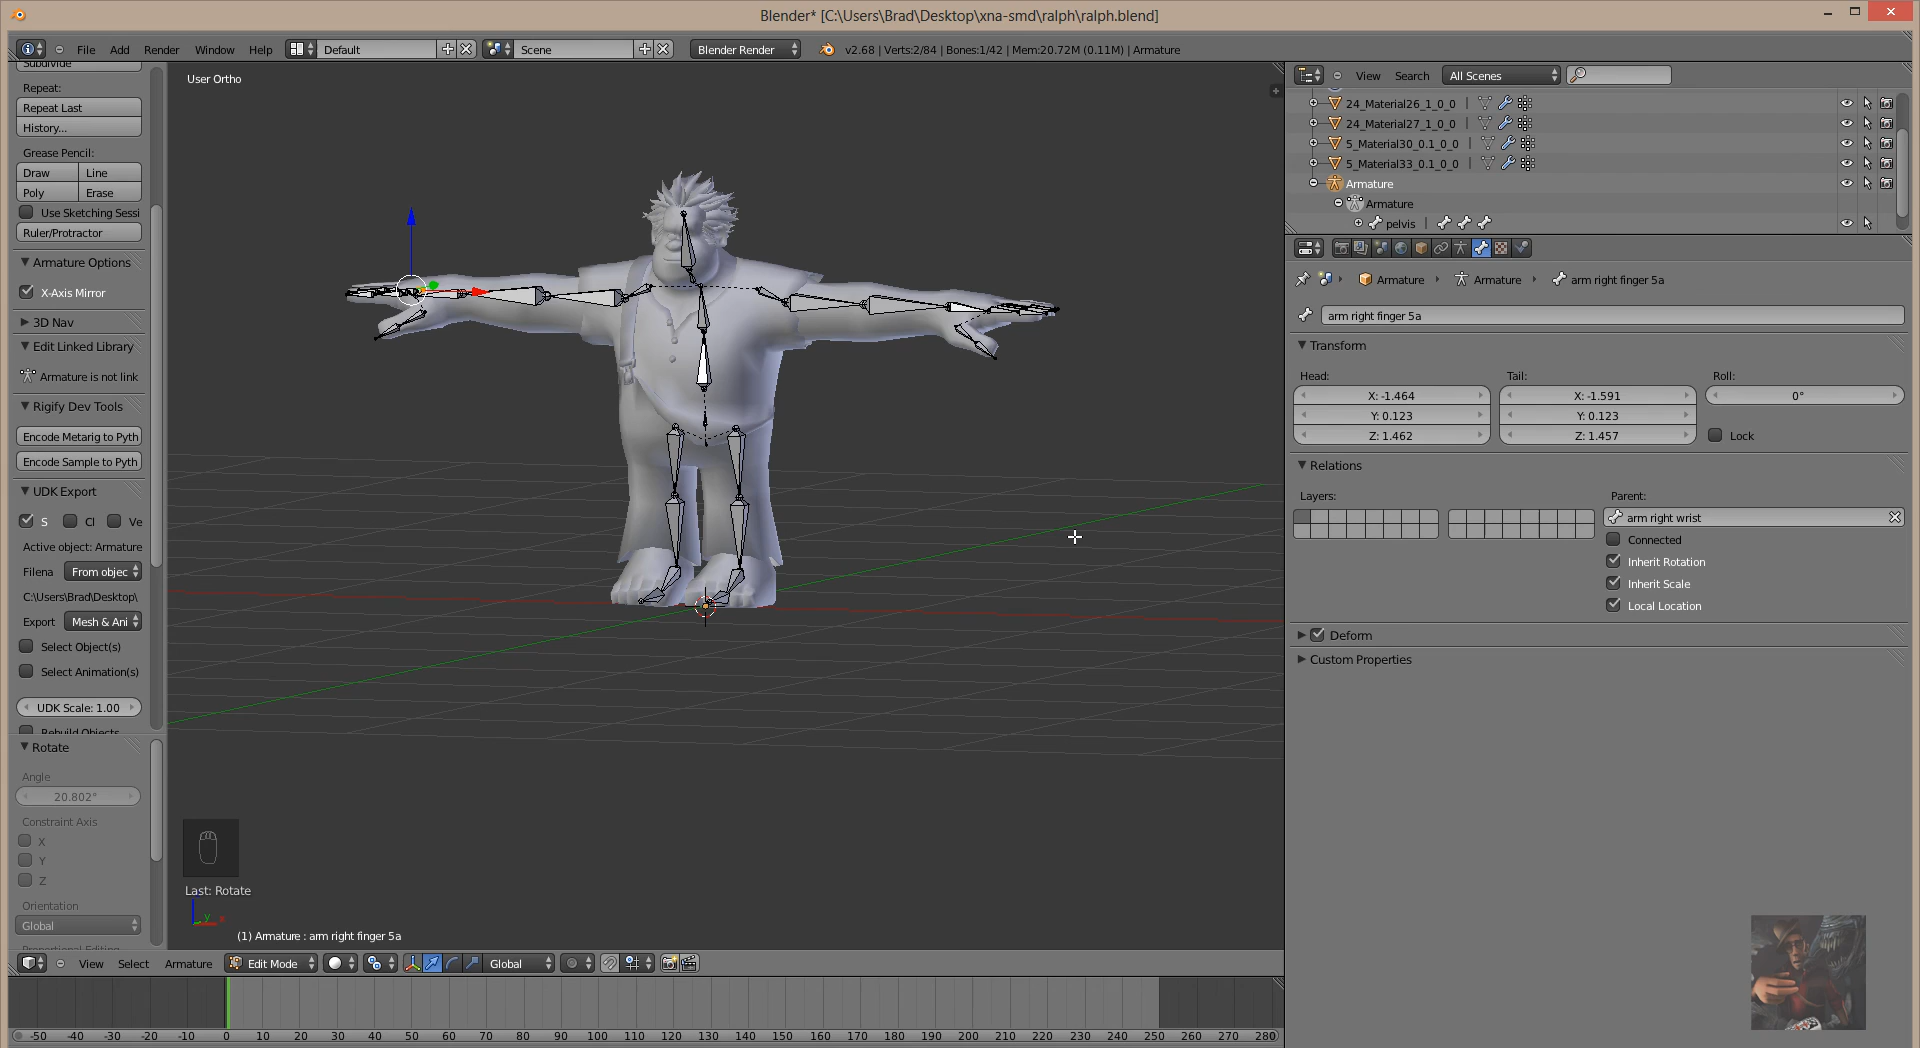 Blender* [C:\Users\Brad\Desktop\xna-smd\ralph\ralph.blend]
File Add Render Window Help Default Scene Blender Render v2.68 | Verts:2/84 | Bones:1/42 | Mem:20.72M (0.11M) | Armature
Subdivide
Repeat:
Repeat Last
History...
Grease Pencil:
Draw Line
Poly Erase
Use Sketching Sessi
Ruler/Protractor
Armature Options
X-Axis Mirror
3D Nav
Edit Linked Library
Armature is not link
Rigify Dev Tools
Encode Metarig to Pyth
Encode Sample to Pyth
UDK Export
S Cl Ve
Active object: Armature
Filena From objec
C:\Users\Brad\Desktop\
Export Mesh & Ani
Select Object(s)
Select Animation(s)
UDK Scale: 1.00
Rebuild Objects
Rotate
Angle
20.802°
Constraint Axis
X
Y
Z
Orientation
Global
Proportional Editing
User Ortho
Last: Rotate
y x
(1) Armature : arm right finger 5a
View Select Armature Edit Mode Global
-50 -40 -30 -20 -10 0 10 20 30 40 50 60 70 80 90 100 110 120 130 140 150 160 170 180 190 200 210 220 230 240 250 260 270 280
View Search All Scenes
24_Material26_1_0_0
24_Material27_1_0_0
5_Material30_0.1_0_0
5_Material33_0.1_0_0
Armature
Armature
pelvis
Armature Armature arm right finger 5a
arm right finger 5a
Transform
Head: Tail: Roll:
X: -1.464 X: -1.591 0°
Y: 0.123 Y: 0.123
Z: 1.462 Z: 1.457 Lock
Relations
Layers: Parent:
arm right wrist
Connected
Inherit Rotation
Inherit Scale
Local Location
Deform
Custom Properties